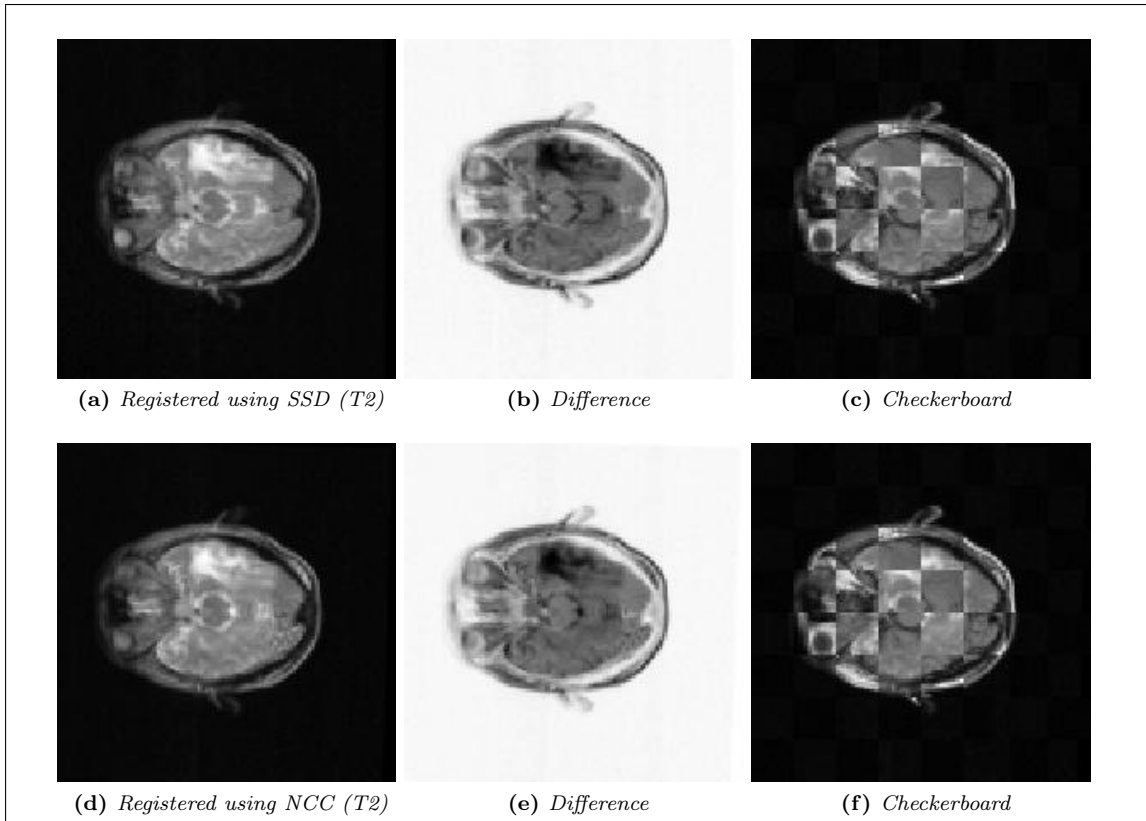 (a) Registered using SSD (T2) (b) Difference (c) Checkerboard
(d) Registered using NCC (T2) (e) Difference (f) Checkerboard